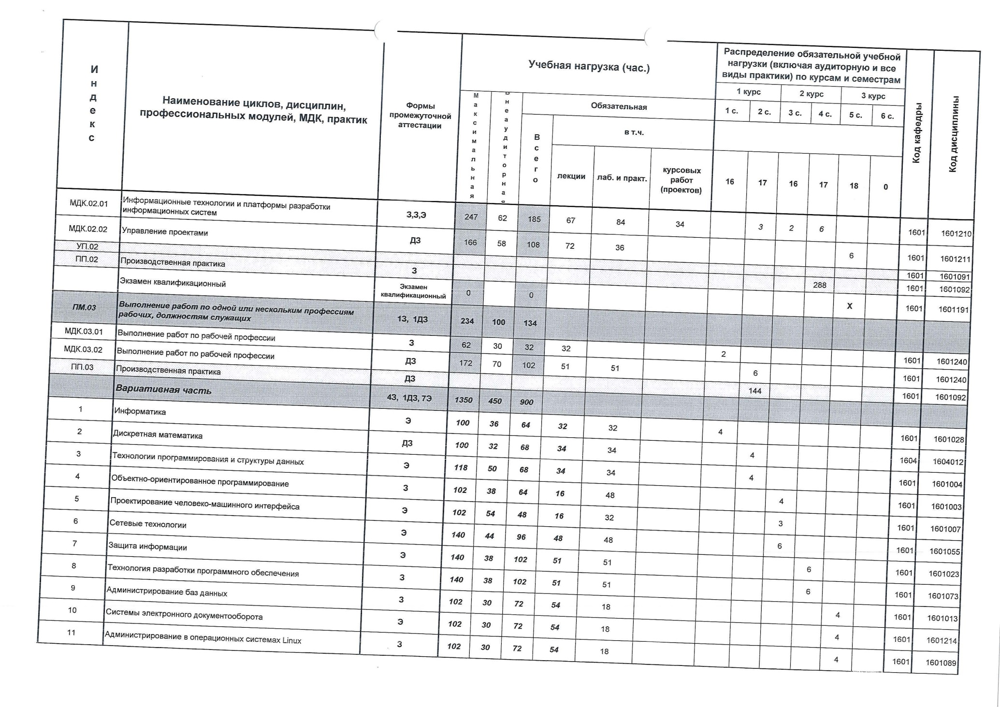 Индекс
Наименование циклов, дисциплин,
профессиональных модулей, МДК, практик
Формы
промежуточной
аттестации
Учебная нагрузка (час.)
Распределение обязательной учебной
нагрузки (включая аудиторную и все
виды практики) по курсам и семестрам
Код кафедры
Код дисциплины
1 курс 2 курс 3 курс
Максимальная
Внеаудиторная
Обязательная
1 с. 2 с. 3 с. 4 с. 5 с. 6 с.
Всего
в т.ч.
лекции
лаб. и практ.
курсовых
работ
(проектов)
16 17 16 17 18 0
МДК.02.01 Информационные технологии и платформы разработки
информационных систем З,З,Э 247 62 185 67 84 34 3 2 6 1601 1601210
МДК.02.02 Управление проектами ДЗ 166 58 108 72 36 6 1601 1601211
УП.02 1601 1601091
ПП.02 Производственная практика З 288 1601 1601092
Экзамен квалификационный Экзамен
квалификационный 0 0 X 1601 1601191
ПМ.03 Выполнение работ по одной или нескольким профессиям
рабочих, должностям служащих 1З, 1ДЗ 234 100 134
МДК.03.01 Выполнение работ по рабочей профессии З 62 30 32 32 2 1601 1601240
МДК.03.02 Выполнение работ по рабочей профессии ДЗ 172 70 102 51 51 6 1601 1601240
ПП.03 Производственная практика ДЗ 144 1601 1601092
Вариативная часть 4З, 1ДЗ, 7Э 1350 450 900
1 Информатика Э 100 36 64 32 32 4 1601 1601028
2 Дискретная математика ДЗ 100 32 68 34 34 4 1604 1604012
3 Технологии программирования и структуры данных Э 118 50 68 34 34 4 1601 1601004
4 Объектно-ориентированное программирование З 102 38 64 16 48 4 1601 1601003
5 Проектирование человеко-машинного интерфейса Э 102 54 48 16 32 3 1601 1601007
6 Сетевые технологии Э 140 44 96 48 48 6 1601 1601055
7 Защита информации Э 140 38 102 51 51 6 1601 1601023
8 Технология разработки программного обеспечения З 140 38 102 51 51 6 1601 1601073
9 Администрирование баз данных З 102 30 72 54 18 4 1601 1601013
10 Системы электронного документооборота Э 102 30 72 54 18 4 1601 1601214
11 Администрирование в операционных системах Linux З 102 30 72 54 18 4 1601 1601089